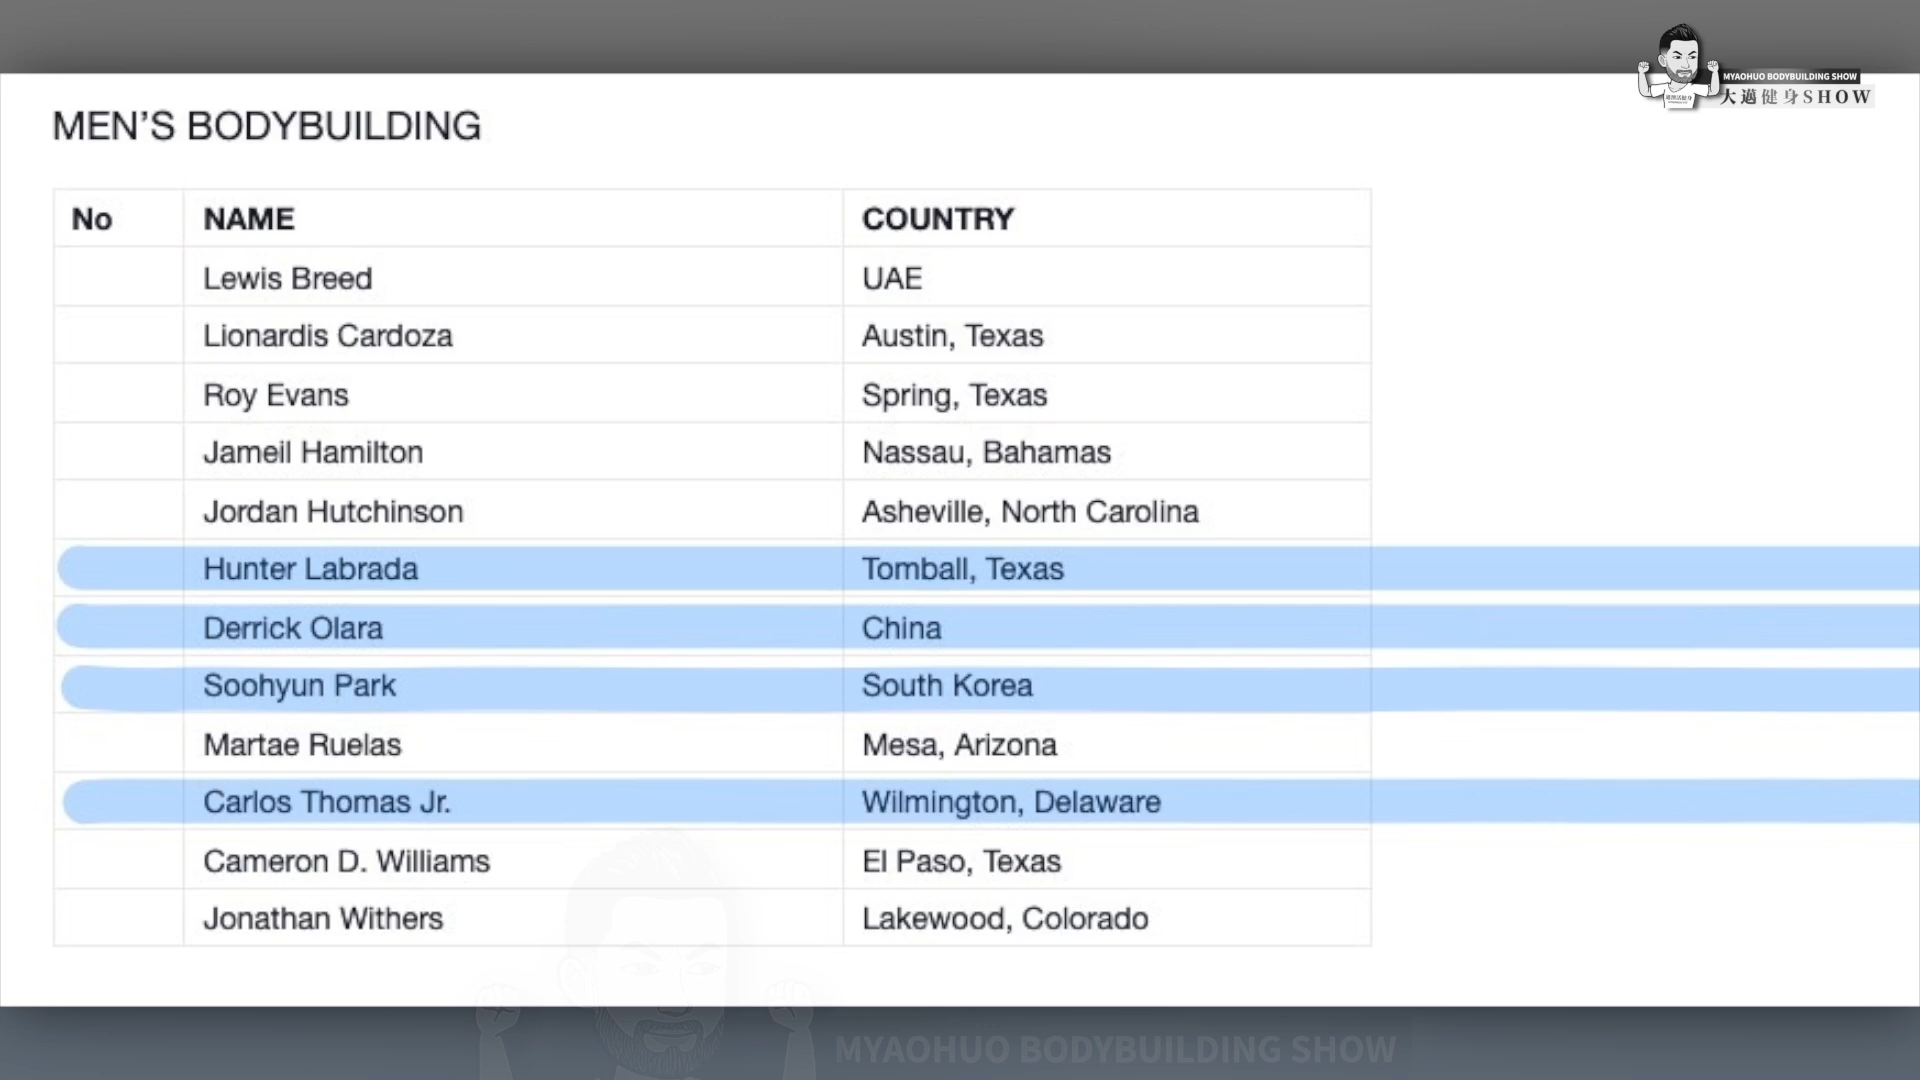 MYAOHUO BODYBUILDING SHOW
大邁健身SHOW
MEN’S BODYBUILDING
No NAME COUNTRY
Lewis Breed UAE
Lionardis Cardoza Austin, Texas
Roy Evans Spring, Texas
Jameil Hamilton Nassau, Bahamas
Jordan Hutchinson Asheville, North Carolina
Hunter Labrada Tomball, Texas
Derrick Olara China
Soohyun Park South Korea
Martae Ruelas Mesa, Arizona
Carlos Thomas Jr. Wilmington, Delaware
Cameron D. Williams El Paso, Texas
Jonathan Withers Lakewood, Colorado
MYAOHUO BODYBUILDING SHOW